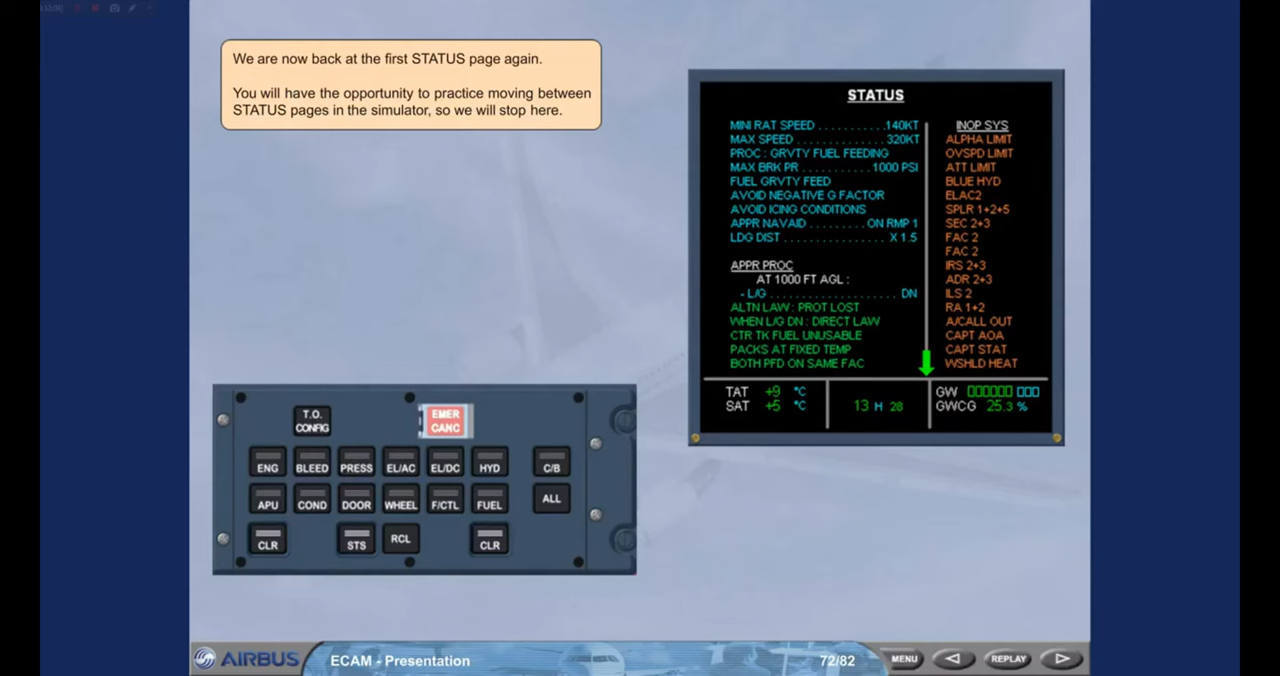 We are now back at the first STATUS page again.
You will have the opportunity to practice moving between
STATUS pages in the simulator, so we will stop here.
STATUS
MINI RAT SPEED ........... 140KT
MAX SPEED ............... 320KT
PROC : GRVTY FUEL FEEDING
MAX BRK PR ........... 1000 PSI
FUEL GRVTY FEED
AVOID NEGATIVE G FACTOR
AVOID ICING CONDITIONS
APPR NAVAID ......... ON RMP 1
LDG DIST ................ X 1.5
APPR PROC
AT 1000 FT AGL :
- L/G ..................... DN
ALTN LAW : PROT LOST
WHEN L/G DN : DIRECT LAW
CTR TK FUEL UNUSABLE
PACKS AT FIXED TEMP
BOTH PFD ON SAME FAC
INOP SYS
ALPHA LIMIT
OVSPD LIMIT
ATT LIMIT
BLUE HYD
ELAC2
SPLR 1+2+5
SEC 2+3
FAC 2
FAC 2
IRS 2+3
ADR 2+3
ILS 2
RA 1+2
A/CALL OUT
CAPT AOA
CAPT STAT
WSHLD HEAT
TAT +9 °C
SAT +5 °C
13 H 28
GW
GWCG 25.3 %
T.O.
CONFIG
EMER
CANC
ENG BLEED PRESS EL/AC EL/DC HYD C/B
APU COND DOOR WHEEL F/CTL FUEL ALL
CLR STS RCL CLR
AIRBUS
ECAM - Presentation
72/82
MENU
REPLAY